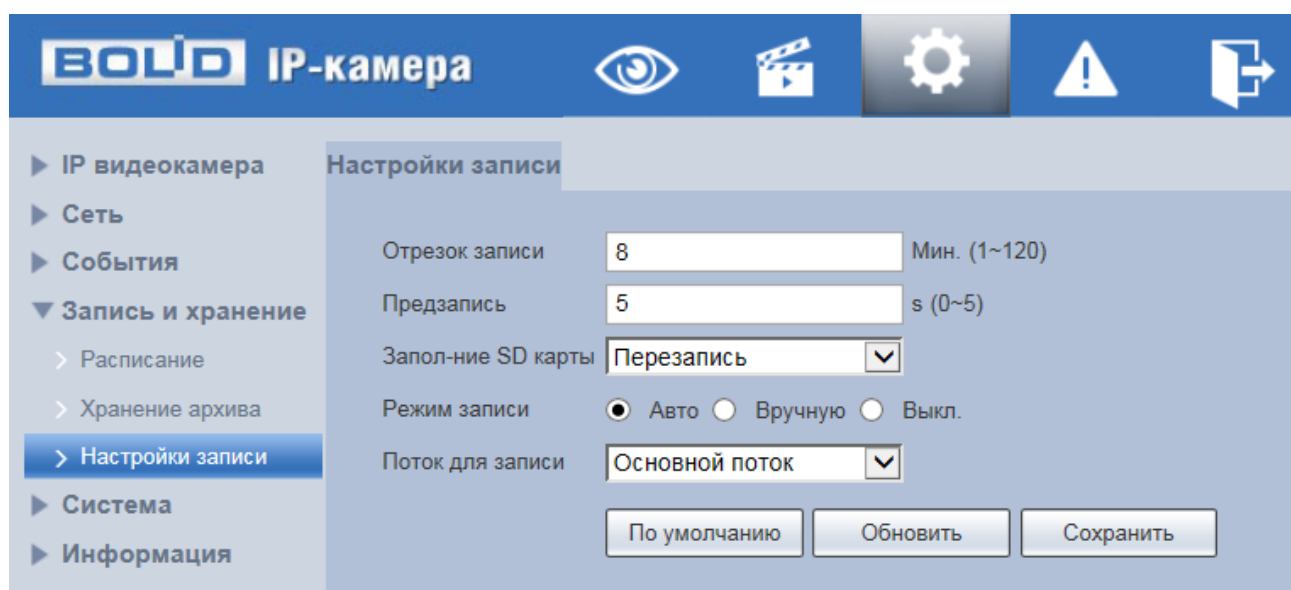 BOLID IP-камера
IP видеокамера
Сеть
События
Запись и хранение
Расписание
Хранение архива
Настройки записи
Система
Информация
Настройки записи
Отрезок записи 8 Мин. (1~120)
Предзапись 5 s (0~5)
Запол-ние SD карты Перезапись
Режим записи Авто Вручную Выкл.
Поток для записи Основной поток
По умолчанию Обновить Сохранить